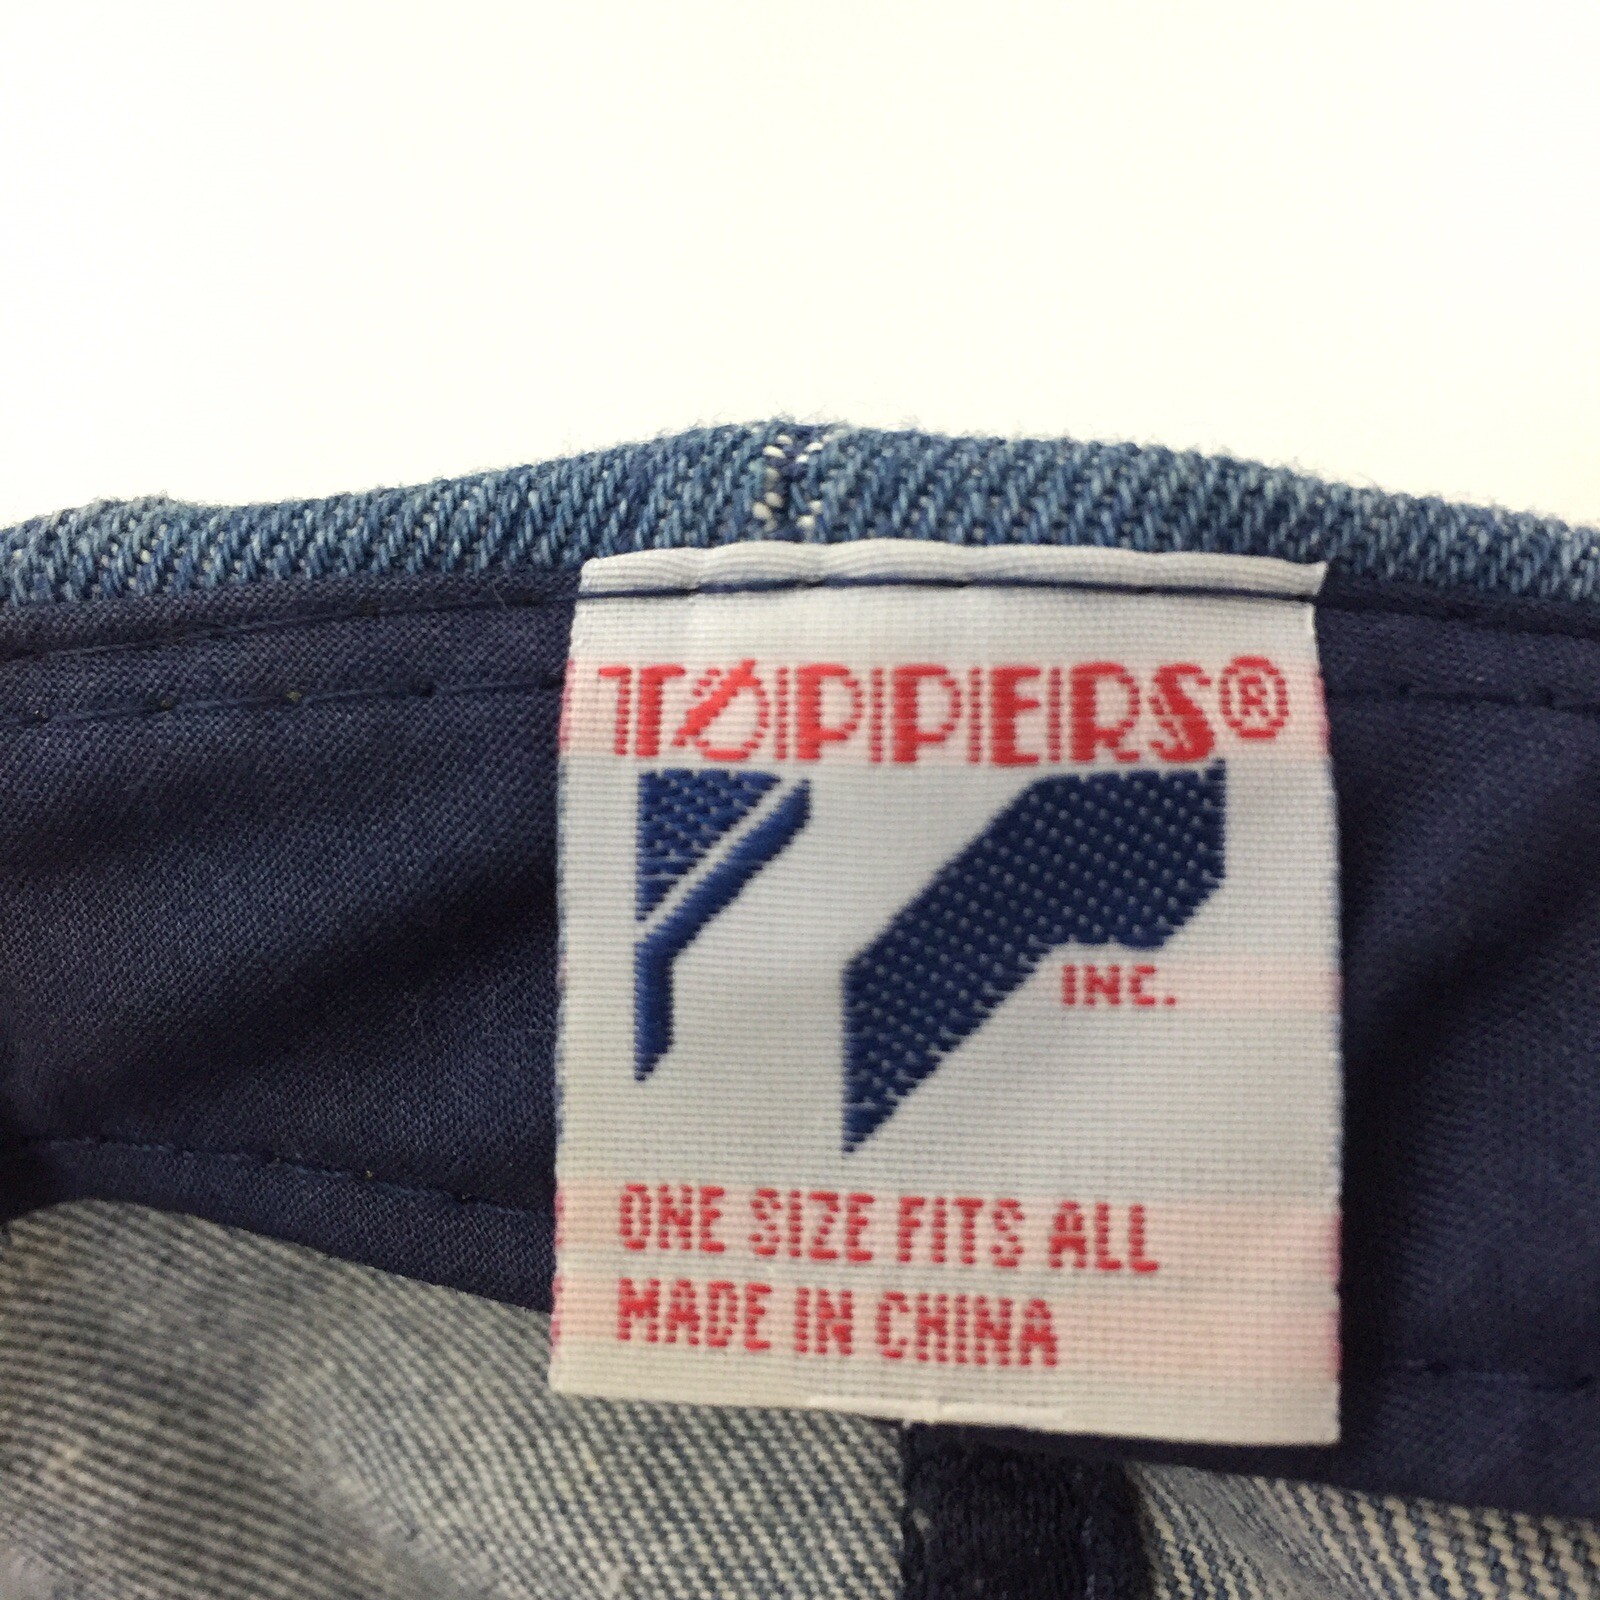 TOPPERS®
INC.
ONE SIZE FITS ALL
MADE IN CHINA